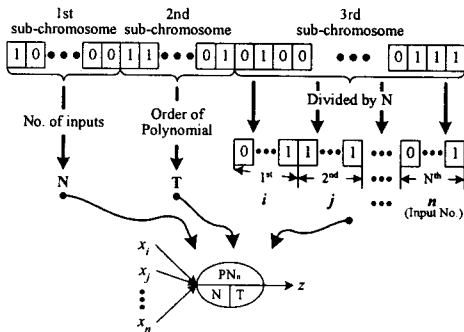 1st sub-chromosome
2nd sub-chromosome
3rd sub-chromosome
1 0 ••• 0 0 1 1 ••• 0 1 0 1 0 0 ••• 0 1 1 1
Divided by N
No. of inputs
Order of Polynomial
0 ••• 1 1 ••• 1 ••• 0 ••• 1
1st 2nd Nth
N T i j ••• n
(Input No.)
xi
xj
xn
PNn
N T
z